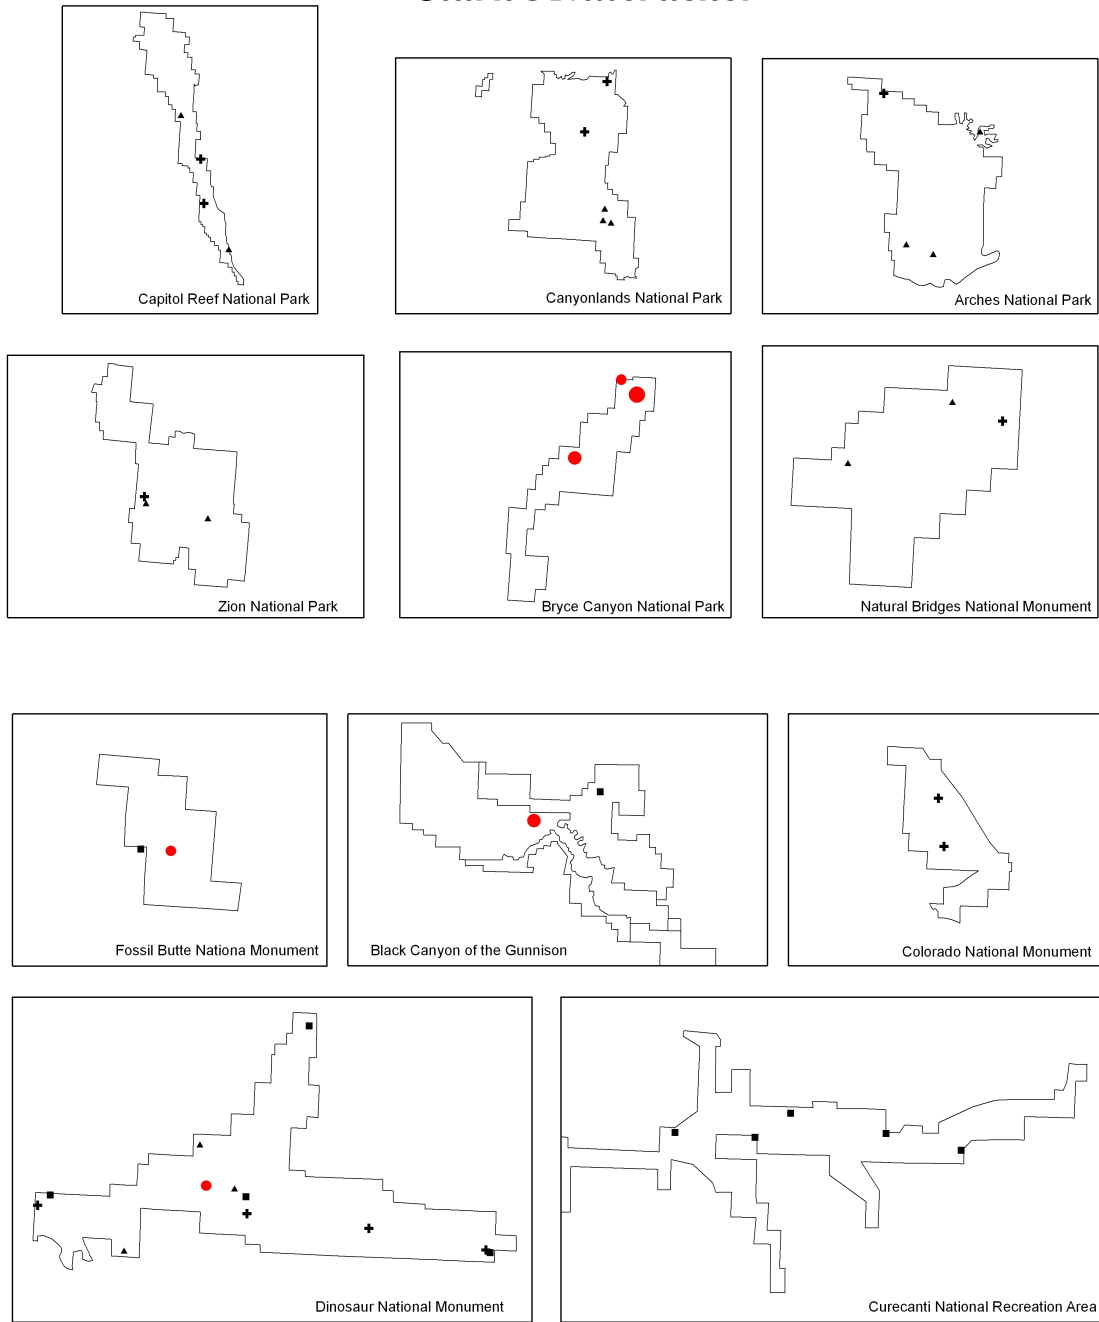 Capitol Reef National Park
Canyonlands National Park
Arches National Park
Zion National Park
Bryce Canyon National Park
Natural Bridges National Monument
Fossil Butte Nationa Monument
Black Canyon of the Gunnison
Colorado National Monument
Dinosaur National Monument
Curecanti National Recreation Area